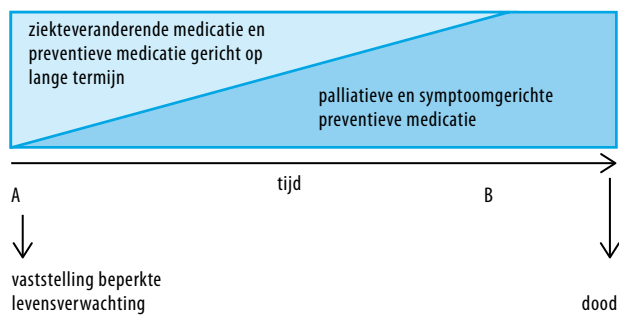 ziekteveranderende medicatie en
preventieve medicatie gericht op
lange termijn
palliatieve en symptoomgerichte
preventieve medicatie
tijd
A
B
vaststelling beperkte
levensverwachting
dood